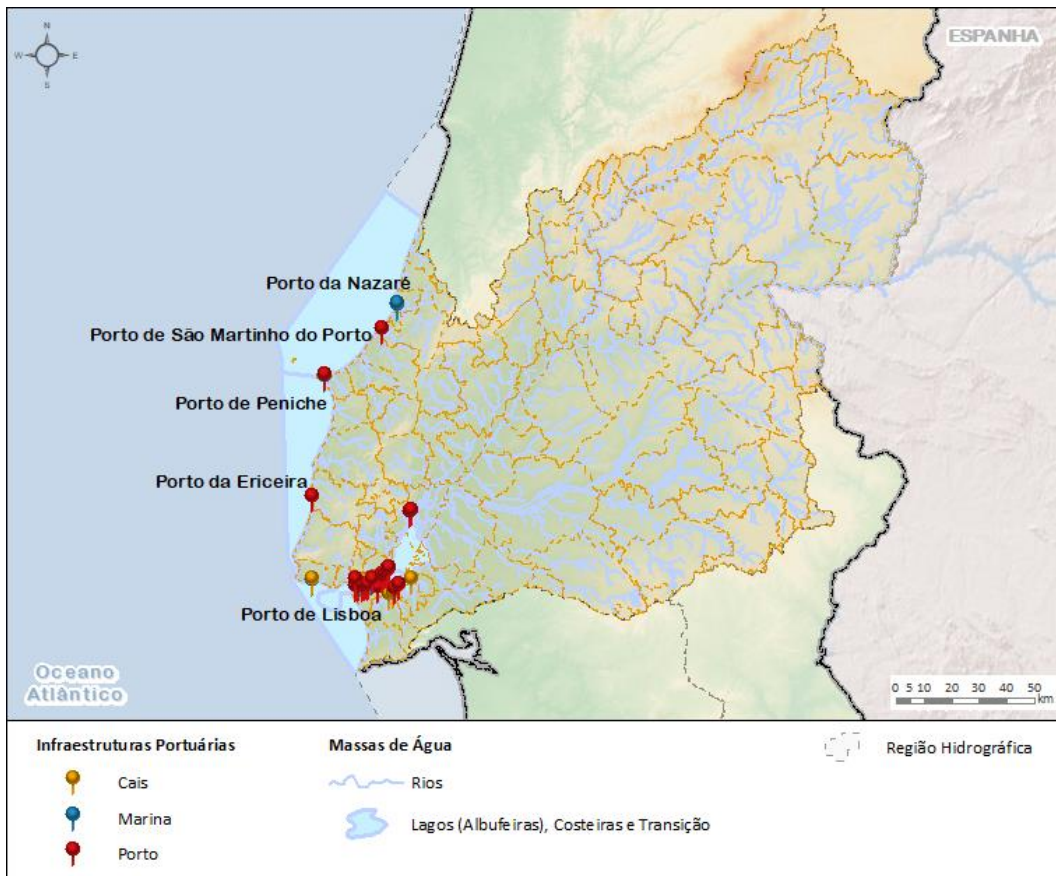 N
W E
S
ESPANHA
Porto da Nazaré
Porto de São Martinho do Porto
Porto de Peniche
Porto da Ericeira
Porto de Lisboa
Oceano
Atlântico
0 5 10 20 30 40 50
km
Infraestruturas Portuárias
Cais
Marina
Porto
Massas de Água
Rios
Lagos (Albufeiras), Costeiras e Transição
Região Hidrográfica